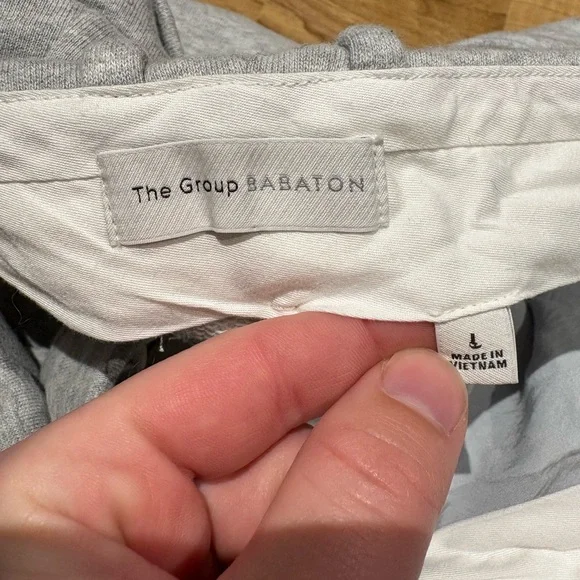 The Group BABATON
L
MADE IN
VIETNAM